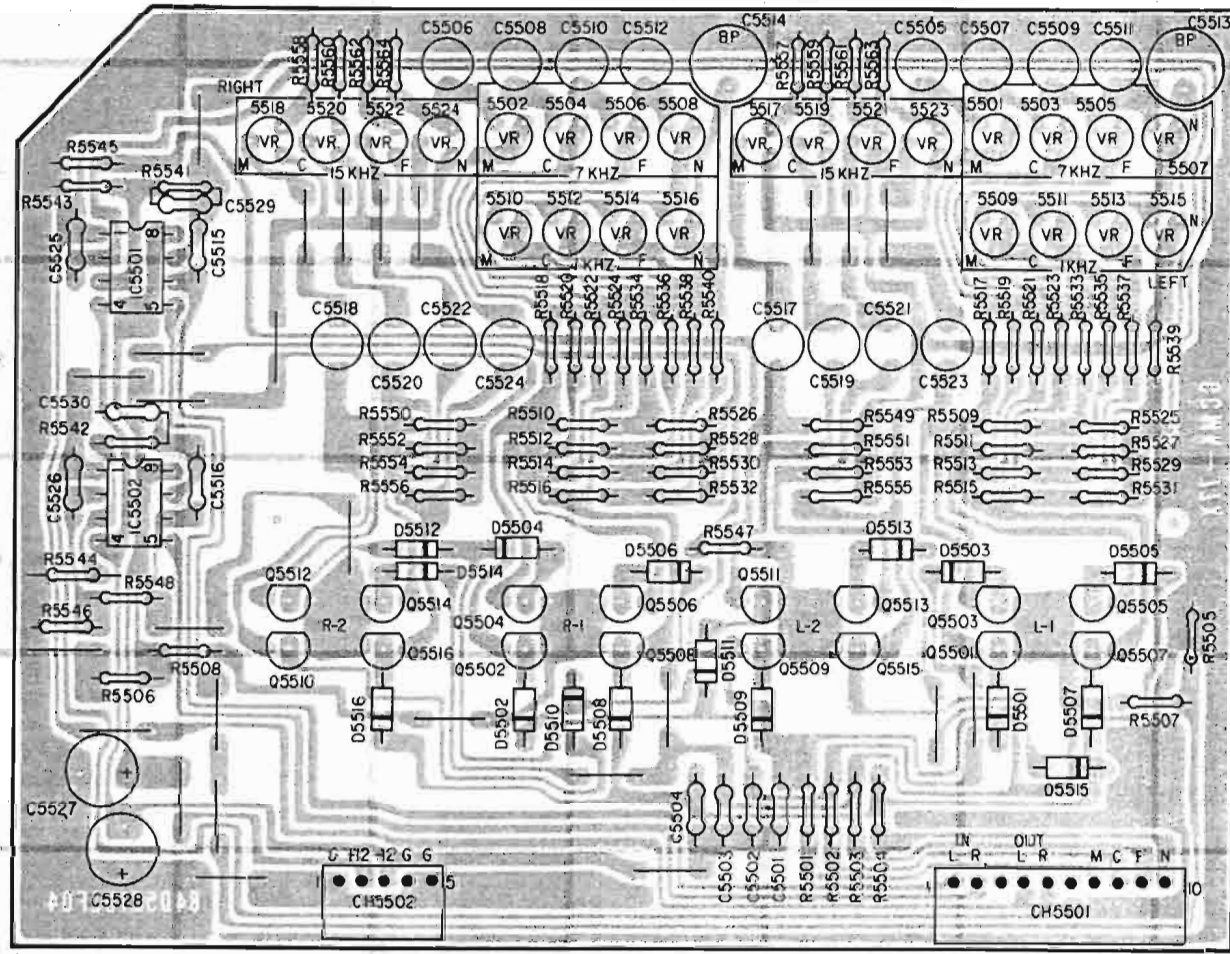 C5506 C5508 C5510 C5512 C5514 C5505 C5507 C5509 C5511 C5513
R5558 R5560 R5562 R5564 BP R5557 R5559 R5561 R5563 BP
RIGHT
5518 5520 5522 5524 5502 5504 5506 5508 5517 5519 5521 5523 5501 5503 5505
VR VR VR VR VR VR VR VR VR VR VR VR VR VR VR N
M C F N M C F N M C F N M C F
15 KHZ 7 KHZ 15 KHZ 7 KHZ 5507
R5545
R5541
R5543 C5529
5510 5512 5514 5516 5509 5511 5513 5515
VR VR VR VR VR VR VR VR N
M C F N M C F
1 KHZ 1KHZ
LEFT
C5525 IC5501 C5515
8
4 5
R5518 R5520 R5522 R5524 R5534 R5536 R5538 R5540
R5517 R5519 R5521 R5523 R5533 R5535 R5537 R5539
C5518 C5522 C5517 C5521
C5520 C5524 C5519 C5523
C5530
R5542
R5550 R5510 R5526 R5549 R5509 R5525
R5552 R5512 R5528 R5551 R5511 R5527
R5554 R5514 R5530 R5553 R5513 R5529
R5556 R5516 R5532 R5555 R5515 R5531
C5526 IC5502 C5516
8
4 5
D5512 D5504 R5547 D5513
D5514 D5506 D5503 D5505
R5544
R5548
R5546
Q5512 Q5514 Q5504 Q5506 Q5511 Q5513 Q5503 Q5505
R-2 R-1 L-2 L-1
Q5510 Q5516 Q5502 Q5508 D5511 Q5509 Q5515 Q5501 Q5507
R5505
R5508
R5506
D5516 D5502 D5510 D5508 D5509 D5501 D5507
R5507
D5515
C5527
+
C5528
+
C5504 C5503 C5502 C5501 R5501 R5502 R5503 R5504
G G
1 5
CH5502
IN OUT
L R L R M C F N
1 10
CH5501